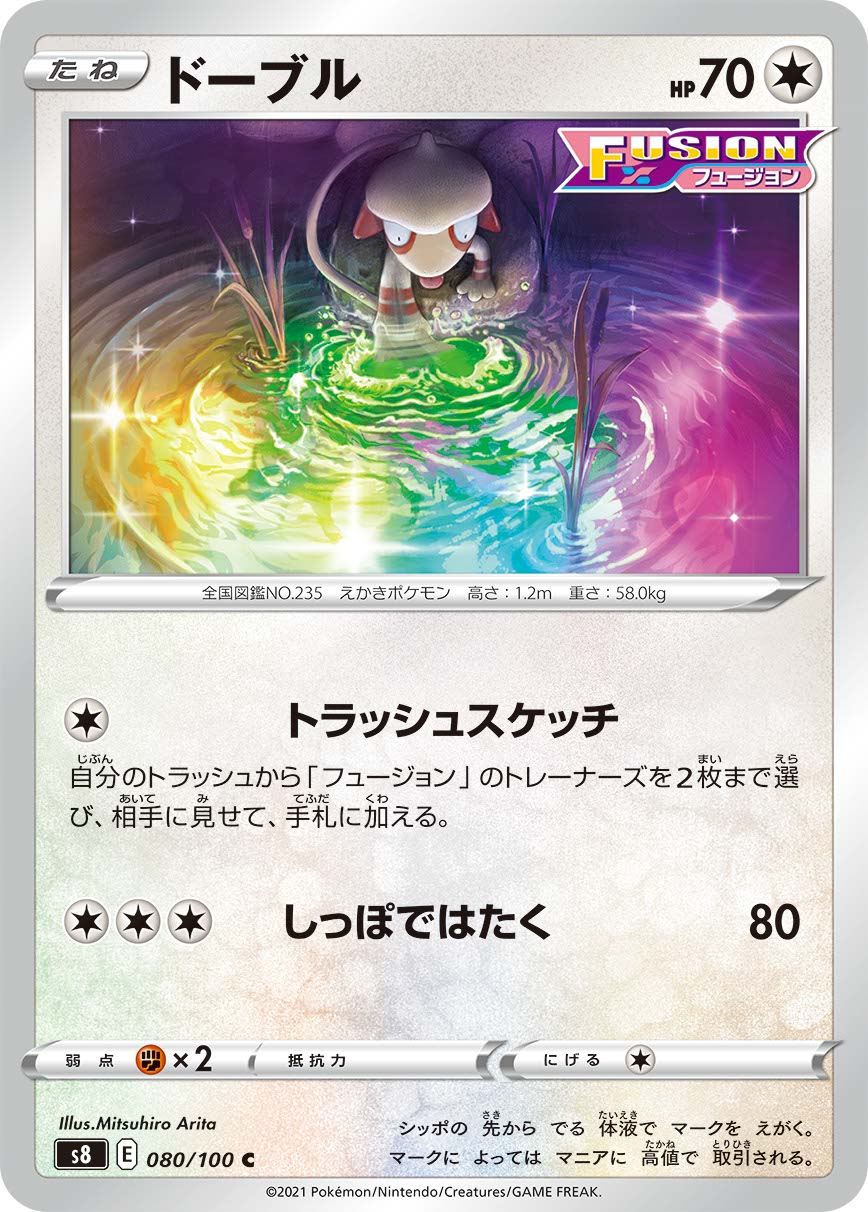 たね ドーブル HP70
FUSION
フュージョン
全国図鑑NO.235 えかきポケモン 高さ：1.2m 重さ：58.0kg
トラッシュスケッチ
自分のトラッシュから「フュージョン」のトレーナーズを2枚まで選
び、相手に見せて、手札に加える。
しっぽではたく 80
弱点 ×2 抵抗力 にげる
Illus.Mitsuhiro Arita
シッポの 先から でる 体液で マークを えがく。
マークに よっては マニアに 高値で 取引される。
s8 E 080/100 C
©2021 Pokémon/Nintendo/Creatures/GAME FREAK.